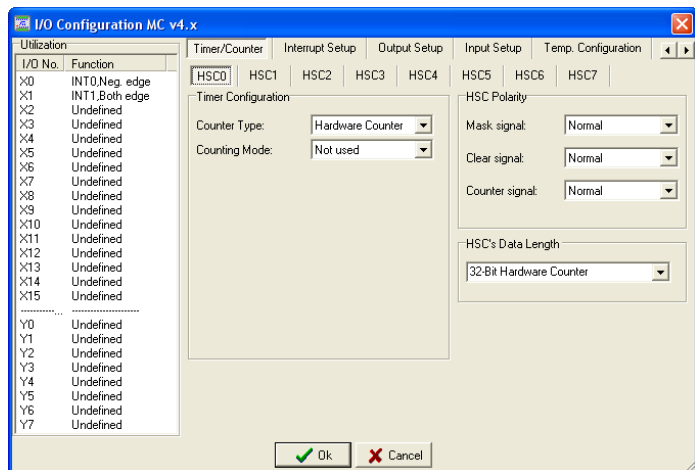 I/O Configuration MC v4.x
Utilization
I/O No. Function
X0 INT0,Neg. edge
X1 INT1,Both edge
X2 Undefined
X3 Undefined
X4 Undefined
X5 Undefined
X6 Undefined
X7 Undefined
X8 Undefined
X9 Undefined
X10 Undefined
X11 Undefined
X12 Undefined
X13 Undefined
X14 Undefined
X15 Undefined
Y0 Undefined
Y1 Undefined
Y2 Undefined
Y3 Undefined
Y4 Undefined
Y5 Undefined
Y6 Undefined
Y7 Undefined
Timer/Counter Interrupt Setup Output Setup Input Setup Temp. Configuration
HSC0 HSC1 HSC2 HSC3 HSC4 HSC5 HSC6 HSC7
Timer Configuration
Counter Type: Hardware Counter
Counting Mode: Not used
HSC Polarity
Mask signal: Normal
Clear signal: Normal
Counter signal: Normal
HSC's Data Length
32-Bit Hardware Counter
Ok Cancel